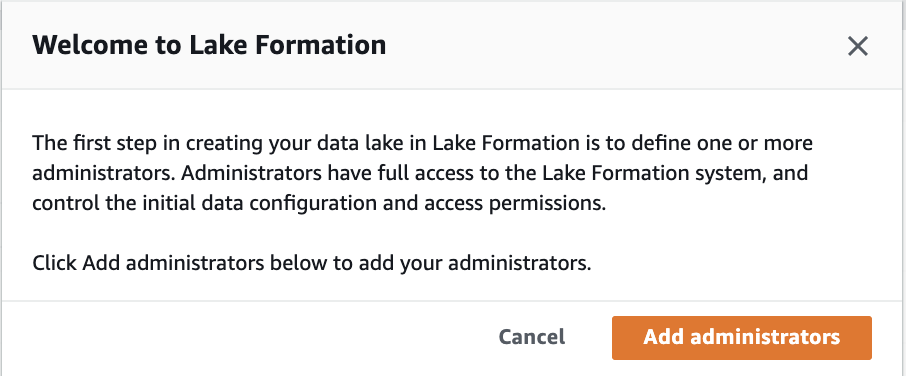 Welcome to Lake Formation
The first step in creating your data lake in Lake Formation is to define one or more
administrators. Administrators have full access to the Lake Formation system, and
control the initial data configuration and access permissions.
Click Add administrators below to add your administrators.
Cancel
Add administrators